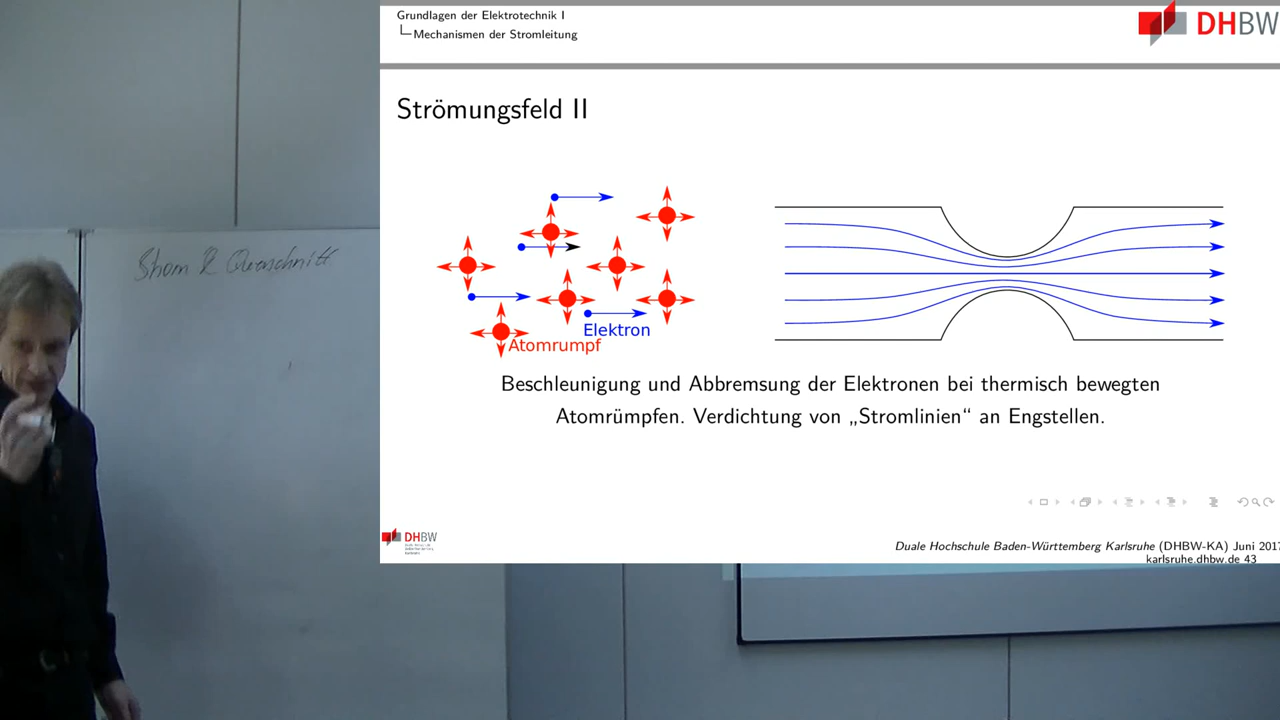 Grundlagen der Elektrotechnik I
Mechanismen der Stromleitung
DHBW
Strömungsfeld II
Elektron
Atomrumpf
Beschleunigung und Abbremsung der Elektronen bei thermisch bewegten
Atomrümpfen. Verdichtung von „Stromlinien“ an Engstellen.
Strom & Querschnitt
DHBW
Duale Hochschule Baden-Württemberg Karlsruhe (DHBW-KA) Juni 2017
karlsruhe.dhbw.de 43